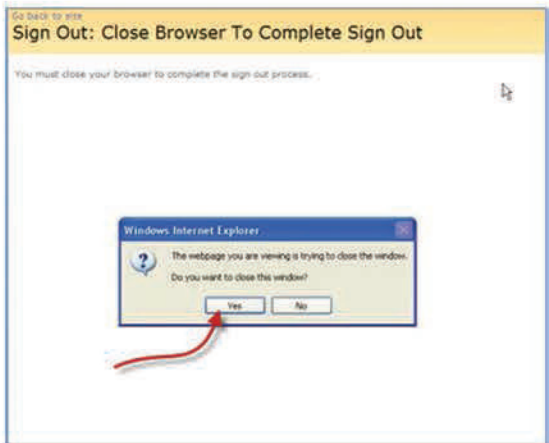 Go back to site
Sign Out: Close Browser To Complete Sign Out
You must close your browser to complete the sign out process.
Windows Internet Explorer
The webpage you are viewing is trying to close the window.
Do you want to close this window?
Yes
No